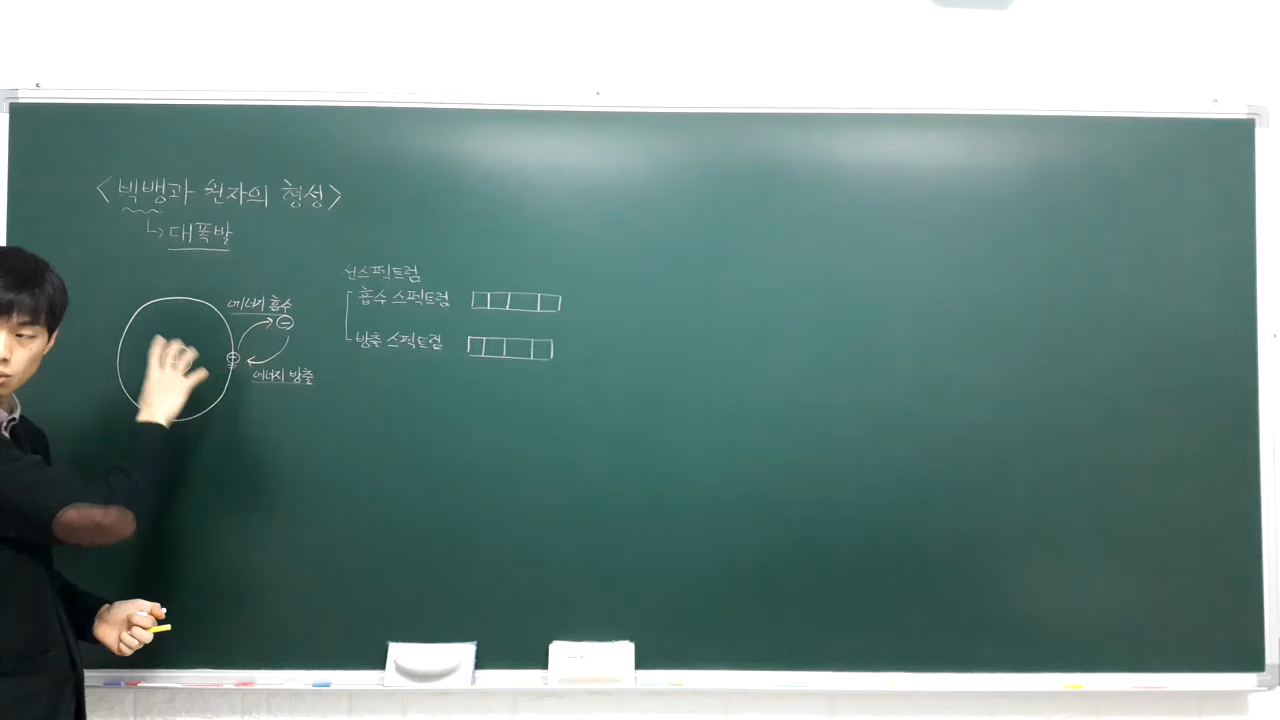 <빅뱅과 원자의 형성>
↳ 대폭발
선스펙트럼
흡수 스펙트럼
방출 스펙트럼
에너지 흡수
⊖
⊖
에너지 방출